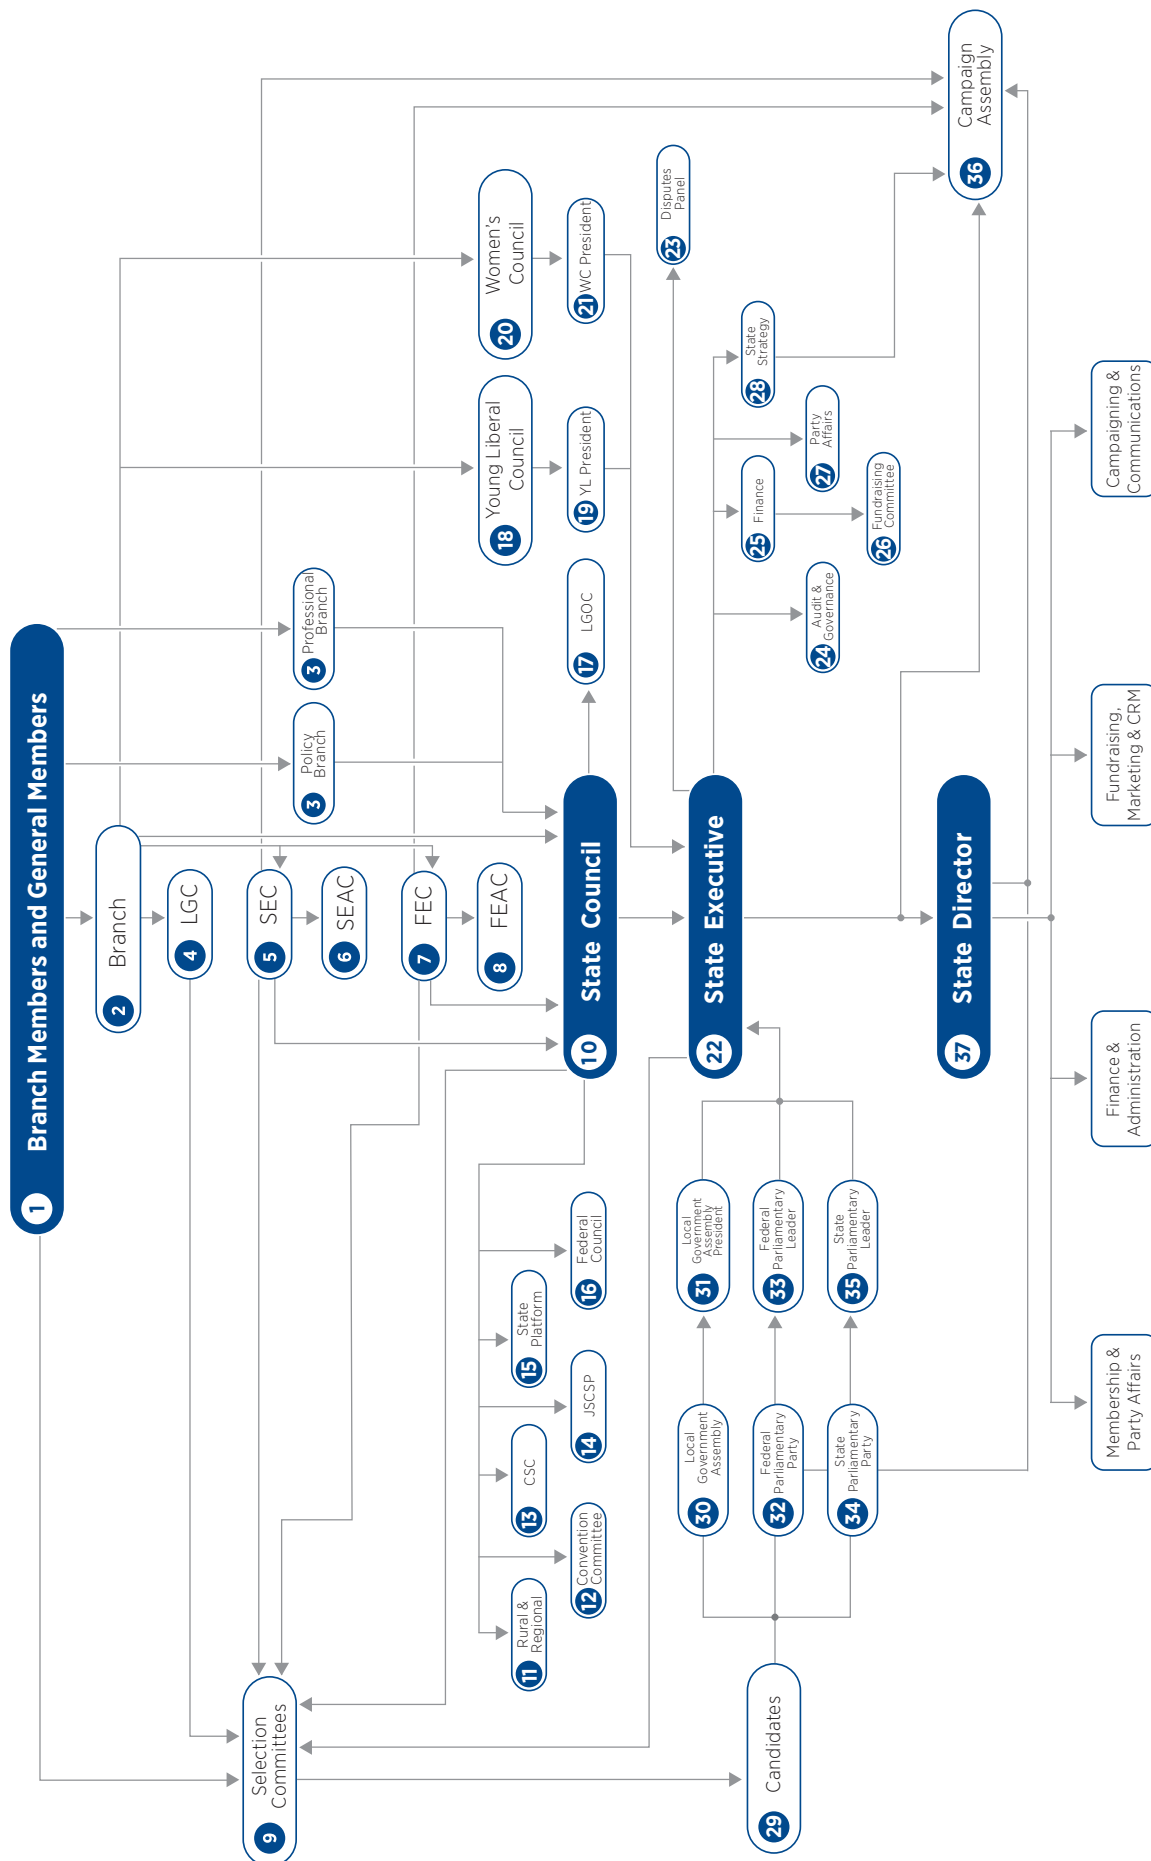 1 Branch Members and General Members
2 Branch
3 Policy
Branch
3 Professional
Branch
4 LGC
5 SEC
6 SEAC
7 FEC
8 FEAC
9 Selection
Committees
10 State Council
11 Rural &
Regional
12 Convention
Committee
13 CSC
14 JSCSP
15 State
Platform
16 Federal
Council
17 LGOC
18 Young Liberal
Council
19 YL President
20 Women's
Council
21 WC President
22 State Executive
23 Disputes
Panel
24 Audit &
Governance
25 Finance
26 Fundraising
Committee
27 Party
Affairs
28 State
Strategy
29 Candidates
30 Local
Government
Assembly
31 Local
Government
Assembly
President
32 Federal
Parliamentary
Party
33 Federal
Parliamentary
Leader
34 State
Parliamentary
Party
35 State
Parliamentary
Leader
36 Campaign
Assembly
37 State Director
Membership &
Party Affairs
Finance &
Administration
Fundraising,
Marketing & CRM
Campaigning &
Communications